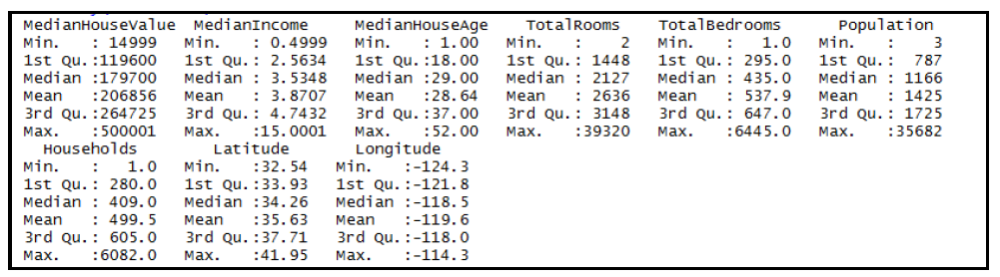 MedianHouseValue  MedianIncome      MedianHouseAge    TotalRooms     TotalBedrooms      Population
Min.   : 14999   Min.   : 0.4999   Min.   : 1.00   Min.   :    2   Min.   :   1.0   Min.   :    3
1st Qu.:119600   1st Qu.: 2.5634   1st Qu.:18.00   1st Qu.: 1448   1st Qu.: 295.0   1st Qu.:  787
Median :179700   Median : 3.5348   Median :29.00   Median : 2127   Median : 435.0   Median : 1166
Mean   :206856   Mean   : 3.8707   Mean   :28.64   Mean   : 2636   Mean   : 537.9   Mean   : 1425
3rd Qu.:264725   3rd Qu.: 4.7432   3rd Qu.:37.00   3rd Qu.: 3148   3rd Qu.: 647.0   3rd Qu.: 1725
Max.   :500001   Max.   :15.0001   Max.   :52.00   Max.   :39320   Max.   :6445.0   Max.   :35682
Households        Latitude       Longitude
Min.   :   1.0   Min.   :32.54   Min.   :-124.3
1st Qu.: 280.0   1st Qu.:33.93   1st Qu.:-121.8
Median : 409.0   Median :34.26   Median :-118.5
Mean   : 499.5   Mean   :35.63   Mean   :-119.6
3rd Qu.: 605.0   3rd Qu.:37.71   3rd Qu.:-118.0
Max.   :6082.0   Max.   :41.95   Max.   :-114.3